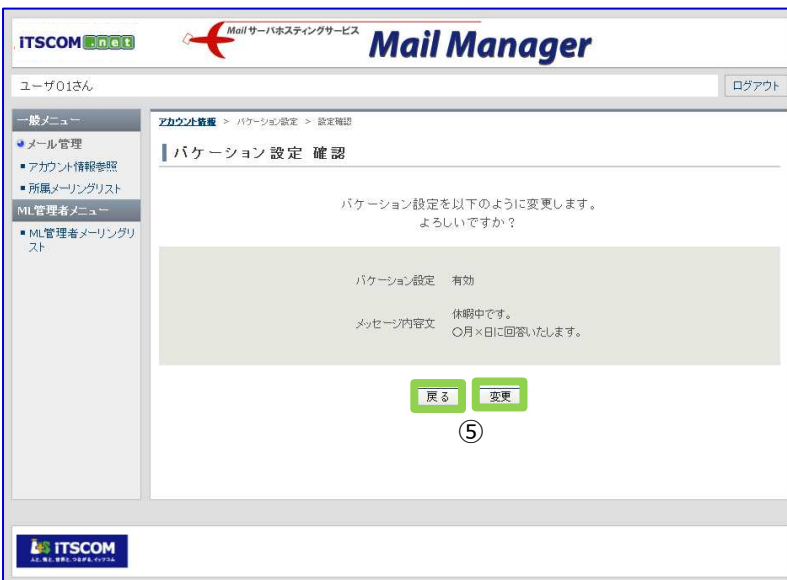 iTSCOM.net
Mailサーバホスティングサービス
Mail Manager
ユーザ01さん
ログアウト
一般メニュー
メール管理
アカウント情報参照
所属メーリングリスト
ML管理者メニュー
ML管理者メーリングリ
スト
アカウント情報 > バケーション設定 > 設定確認
バケーション設定 確認
バケーション設定を以下のように変更します。
よろしいですか？
バケーション設定 有効
メッセージ内容文 休暇中です。
〇月×日に回答いたします。
戻る 変更
⑤
iTSCOM